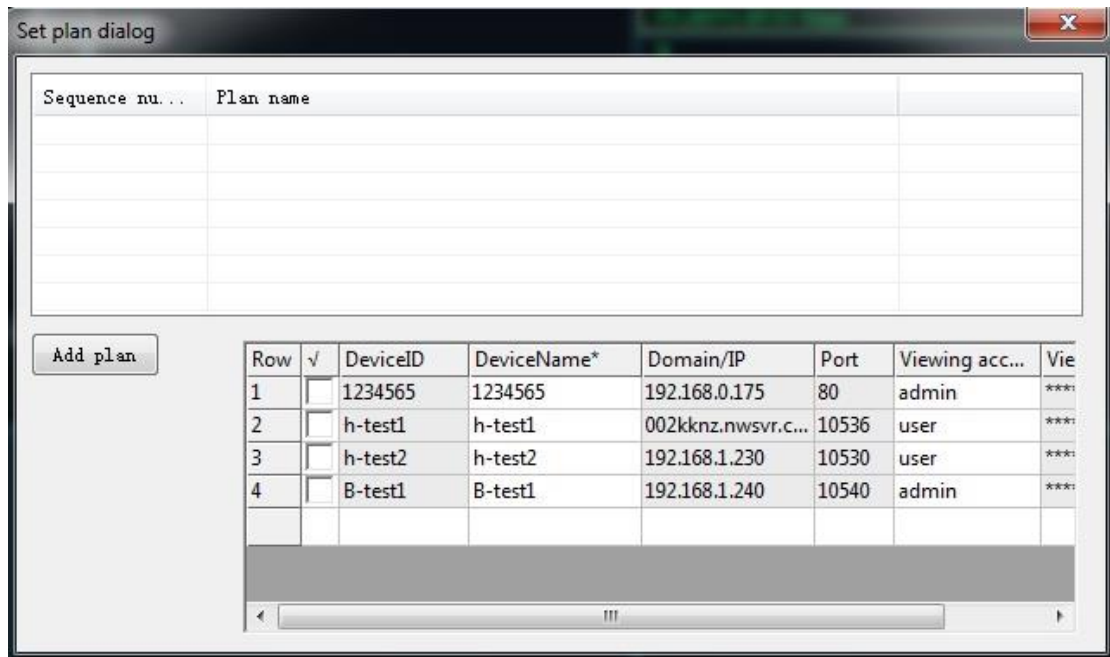 Set plan dialog
x
Sequence nu... Plan name
Add plan
Row √ DeviceID DeviceName* Domain/IP Port Viewing acc... Vie
1 1234565 1234565 192.168.0.175 80 admin ****
2 h-test1 h-test1 002kknz.nwsvr.c... 10536 user ****
3 h-test2 h-test2 192.168.1.230 10530 user ****
4 B-test1 B-test1 192.168.1.240 10540 admin ****